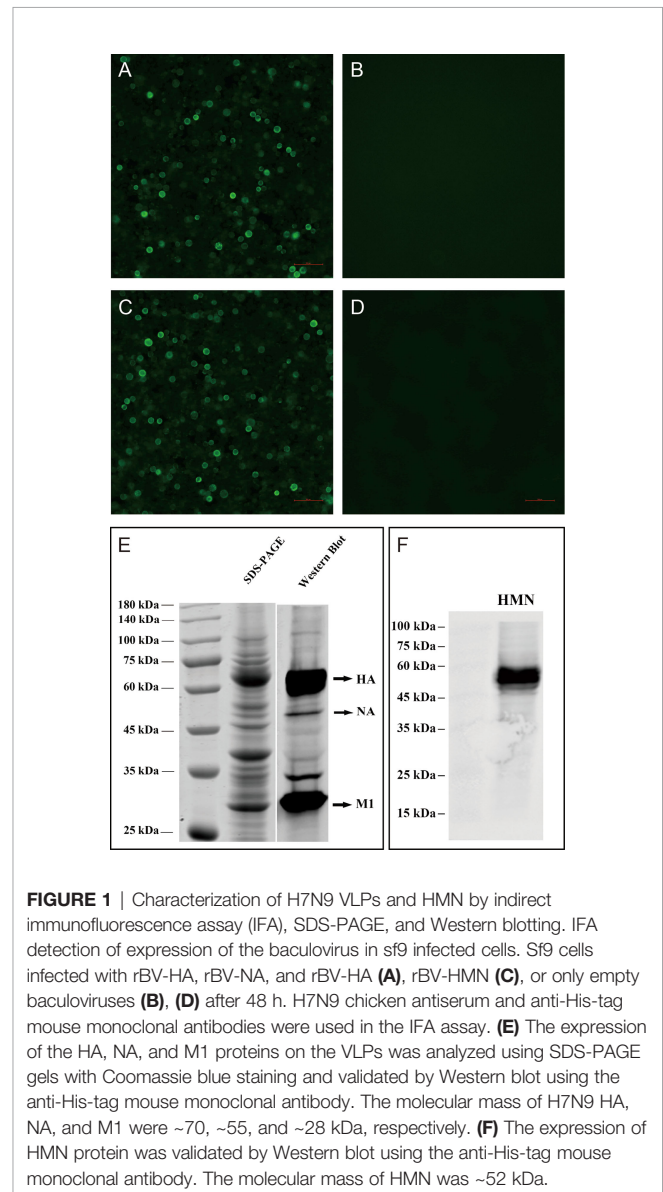 A
B
C
D
E
SDS-PAGE
Western Blot
180 kDa
140 kDa
100 kDa
75 kDa
60 kDa
45 kDa
35 kDa
25 kDa
HA
NA
M1
F
HMN
100 kDa
75 kDa
60 kDa
45 kDa
35 kDa
25 kDa
15 kDa
FIGURE 1 | Characterization of H7N9 VLPs and HMN by indirect
immunofluorescence assay (IFA), SDS-PAGE, and Western blotting. IFA
detection of expression of the baculovirus in sf9 infected cells. Sf9 cells
infected with rBV-HA, rBV-NA, and rBV-HA (A), rBV-HMN (C), or only empty
baculoviruses (B), (D) after 48 h. H7N9 chicken antiserum and anti-His-tag
mouse monoclonal antibodies were used in the IFA assay. (E) The expression
of the HA, NA, and M1 proteins on the VLPs was analyzed using SDS-PAGE
gels with Coomassie blue staining and validated by Western blot using the
anti-His-tag mouse monoclonal antibody. The molecular mass of H7N9 HA,
NA, and M1 were ~70, ~55, and ~28 kDa, respectively. (F) The expression of
HMN protein was validated by Western blot using the anti-His-tag mouse
monoclonal antibody. The molecular mass of HMN was ~52 kDa.